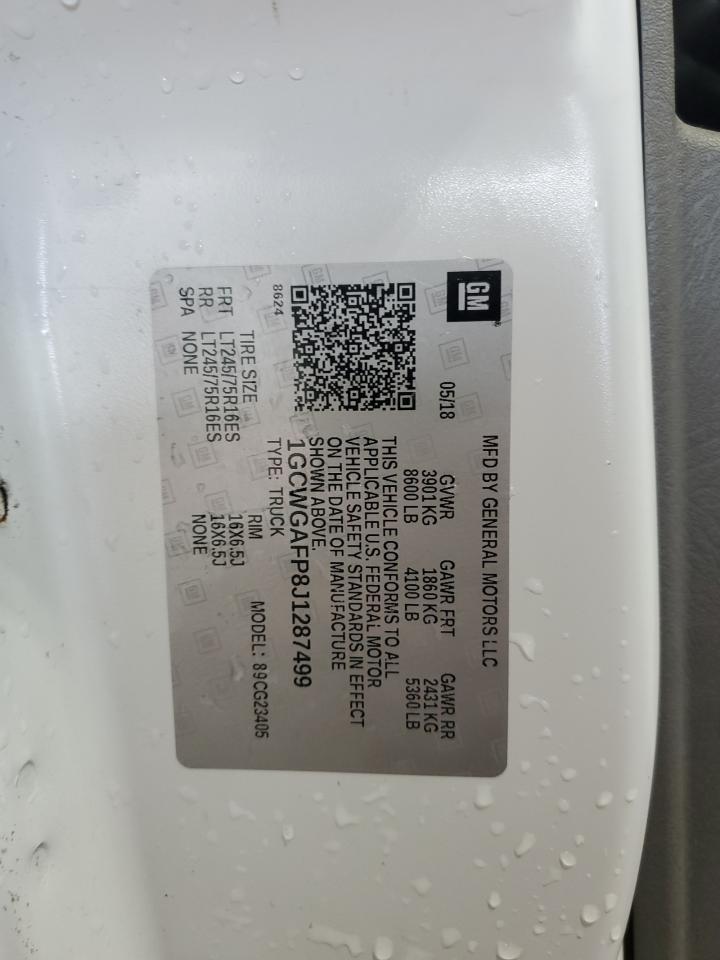 GM
MFD BY GENERAL MOTORS LLC
05/18 GVWR GAWR FRT GAWR RR
3901 KG 1860 KG 2431 KG
8600 LB 4100 LB 5360 LB
THIS VEHICLE CONFORMS TO ALL
APPLICABLE U.S. FEDERAL MOTOR
VEHICLE SAFETY STANDARDS IN EFFECT
ON THE DATE OF MANUFACTURE
SHOWN ABOVE.
1GCWGAFP8J1287499
8624 TYPE: TRUCK MODEL: 89CG23405
TIRE SIZE RIM
FRT LT245/75R16ES 16X6.5J
RR LT245/75R16ES 16X6.5J
SPA NONE NONE